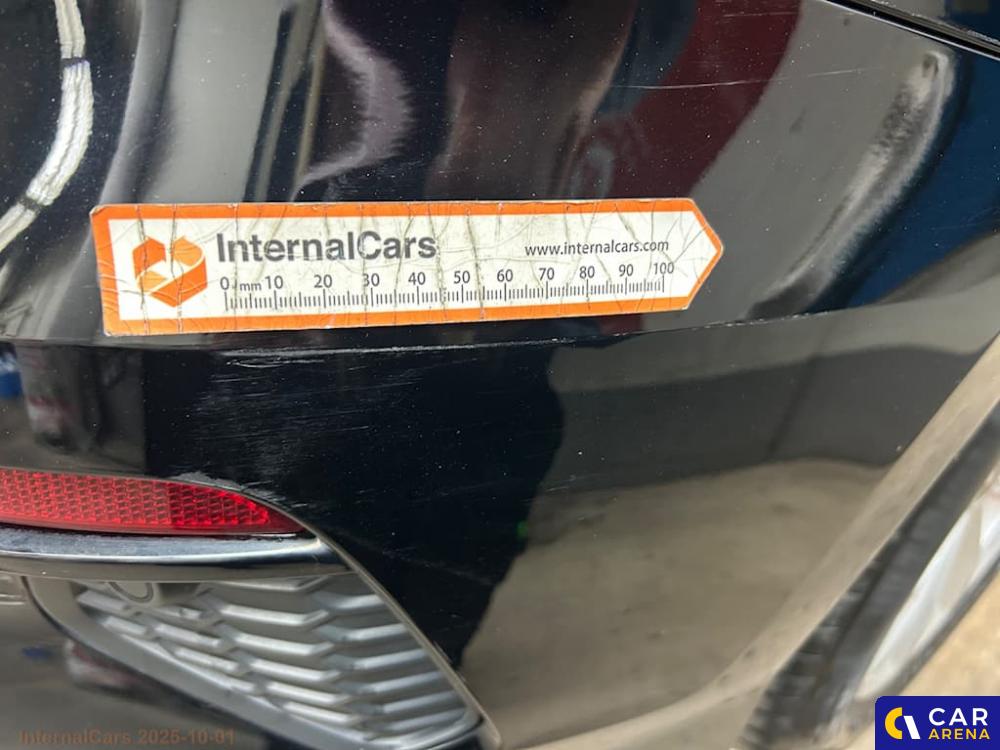 InternalCars
www.internalcars.com
0 mm 10 20 30 40 50 60 70 80 90 100
InternalCars 2025-10-01
CAR
ARENA